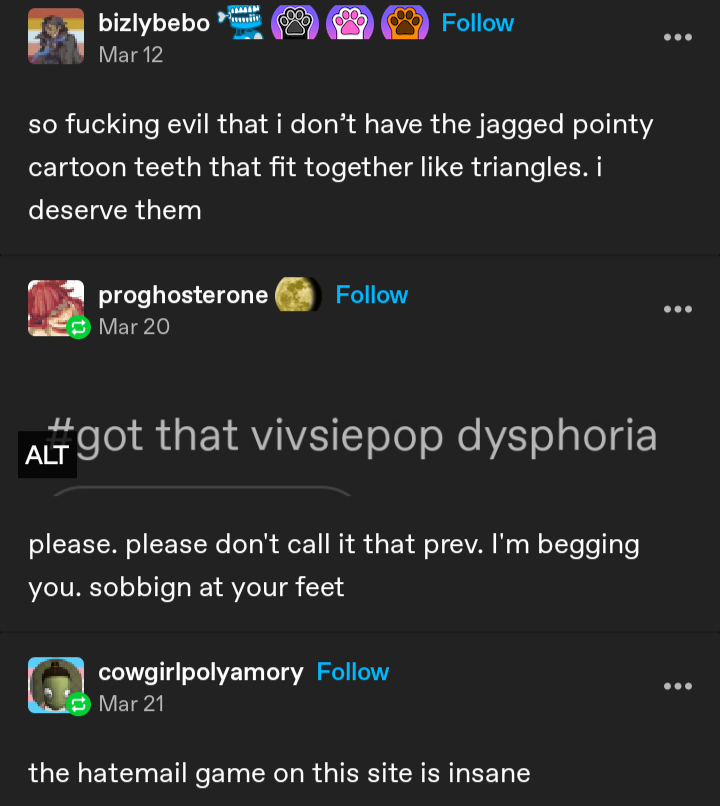 bizlybebo Follow
Mar 12
so fucking evil that i don’t have the jagged pointy
cartoon teeth that fit together like triangles. i
deserve them
proghosterone Follow
Mar 20
#got that vivsiepop dysphoria
ALT
please. please don't call it that prev. I'm begging
you. sobbign at your feet
cowgirlpolyamory Follow
Mar 21
the hatemail game on this site is insane